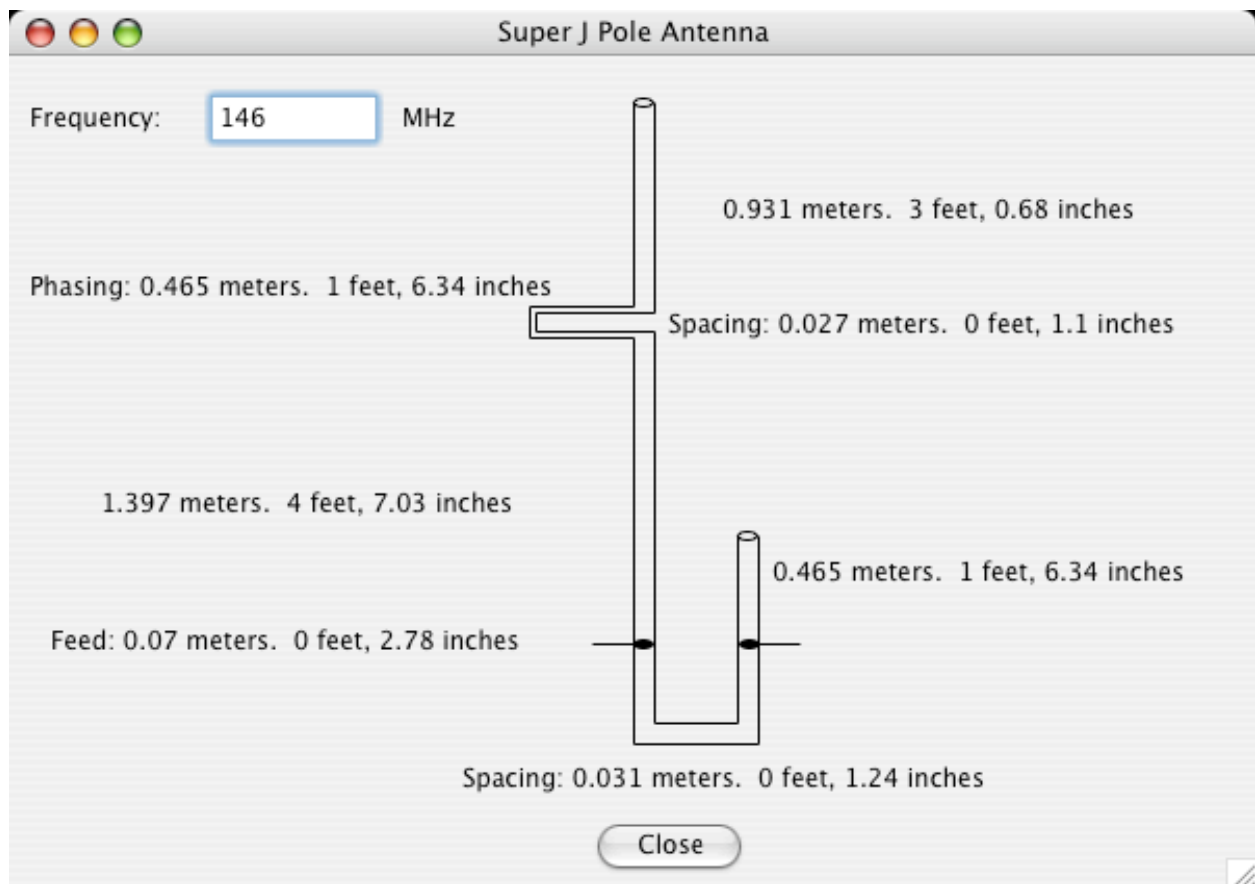 Super J Pole Antenna
Frequency: 146 MHz
0.931 meters.  3 feet, 0.68 inches
Phasing: 0.465 meters.  1 feet, 6.34 inches
Spacing: 0.027 meters.  0 feet, 1.1 inches
1.397 meters.  4 feet, 7.03 inches
0.465 meters.  1 feet, 6.34 inches
Feed: 0.07 meters.  0 feet, 2.78 inches
Spacing: 0.031 meters.  0 feet, 1.24 inches
Close